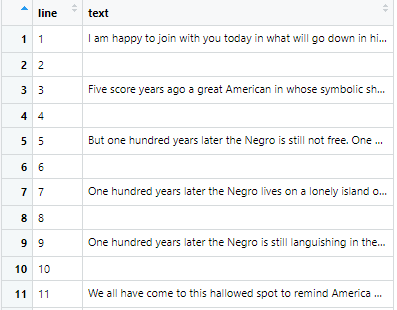 line text
1 1 I am happy to join with you today in what will go down in hi...
2 2
3 3 Five score years ago a great American in whose symbolic sh...
4 4
5 5 But one hundred years later the Negro is still not free. One ...
6 6
7 7 One hundred years later the Negro lives on a lonely island o...
8 8
9 9 One hundred years later the Negro is still languishing in the...
10 10
11 11 We all have come to this hallowed spot to remind America ...